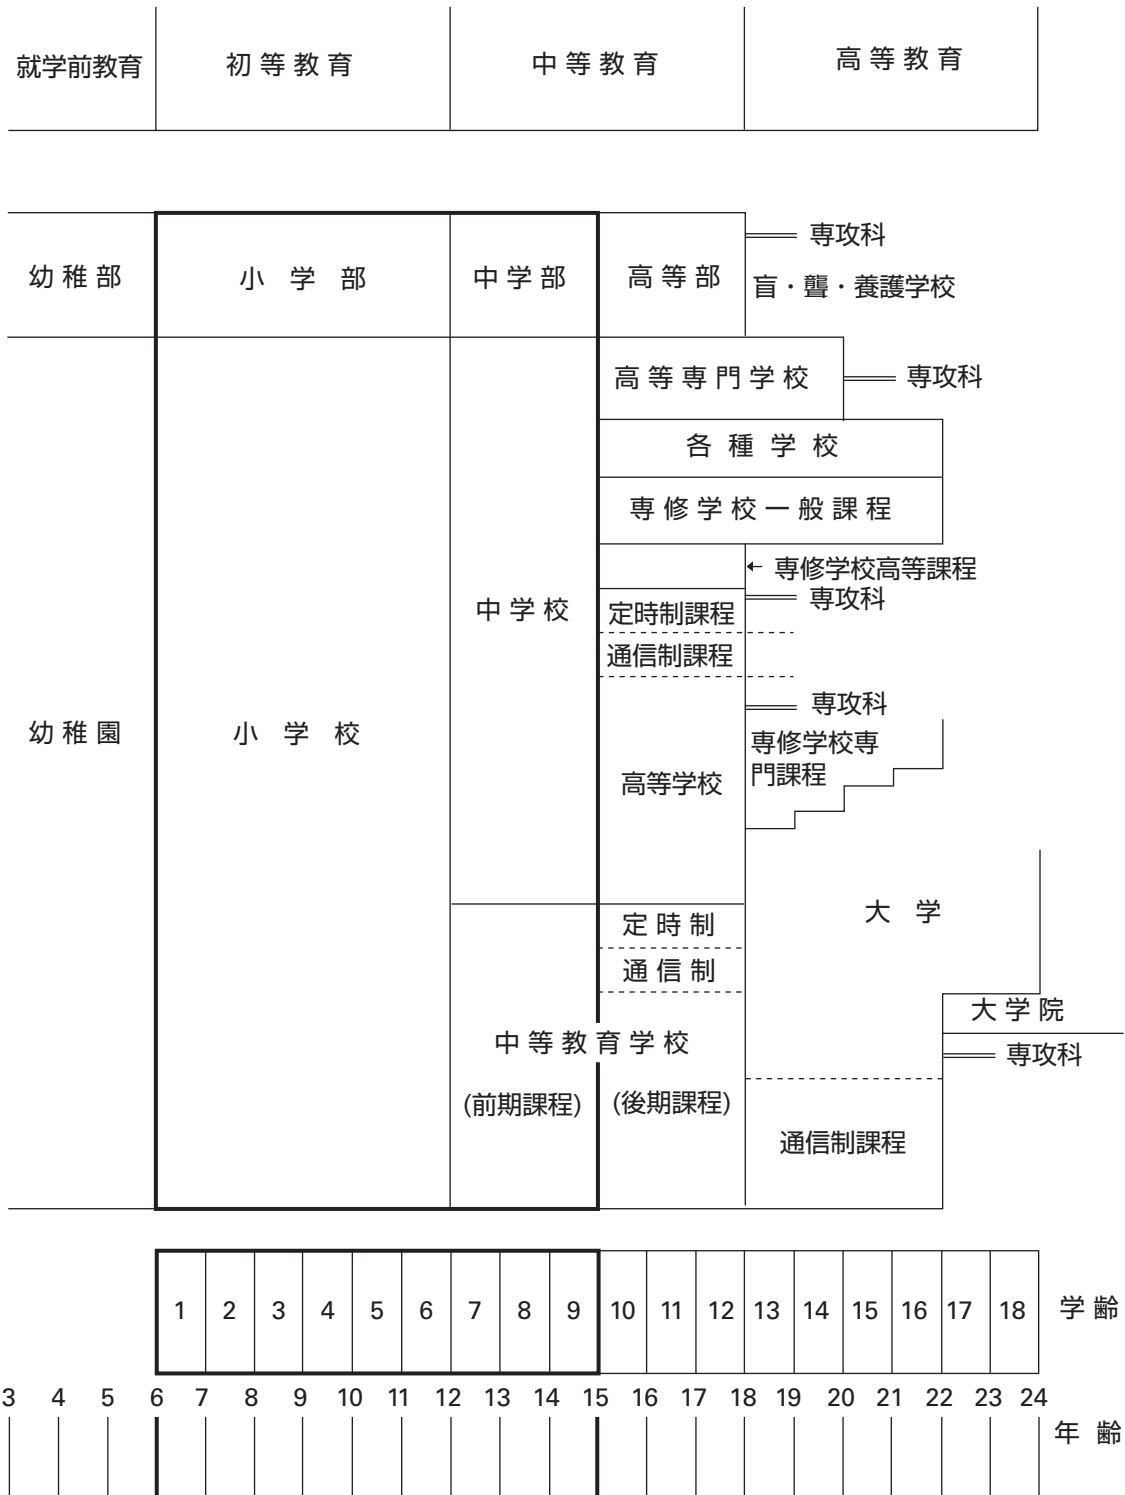 就学前教育 初等教育 中等教育 高等教育
専攻科
幼稚部 小学部 中学部 高等部 盲・聾・養護学校
高等専門学校 専攻科
各種学校
専修学校一般課程
専修学校高等課程
専攻科
定時制課程
中学校
通信制課程
専攻科
幼稚園 小学校
専修学校専
門課程
高等学校
大学
定時制
通信制
大学院
中等教育学校 専攻科
(前期課程) (後期課程)
通信制課程
1 2 3 4 5 6 7 8 9 10 11 12 13 14 15 16 17 18 学齢
3 4 5 6 7 8 9 10 11 12 13 14 15 16 17 18 19 20 21 22 23 24
年齢